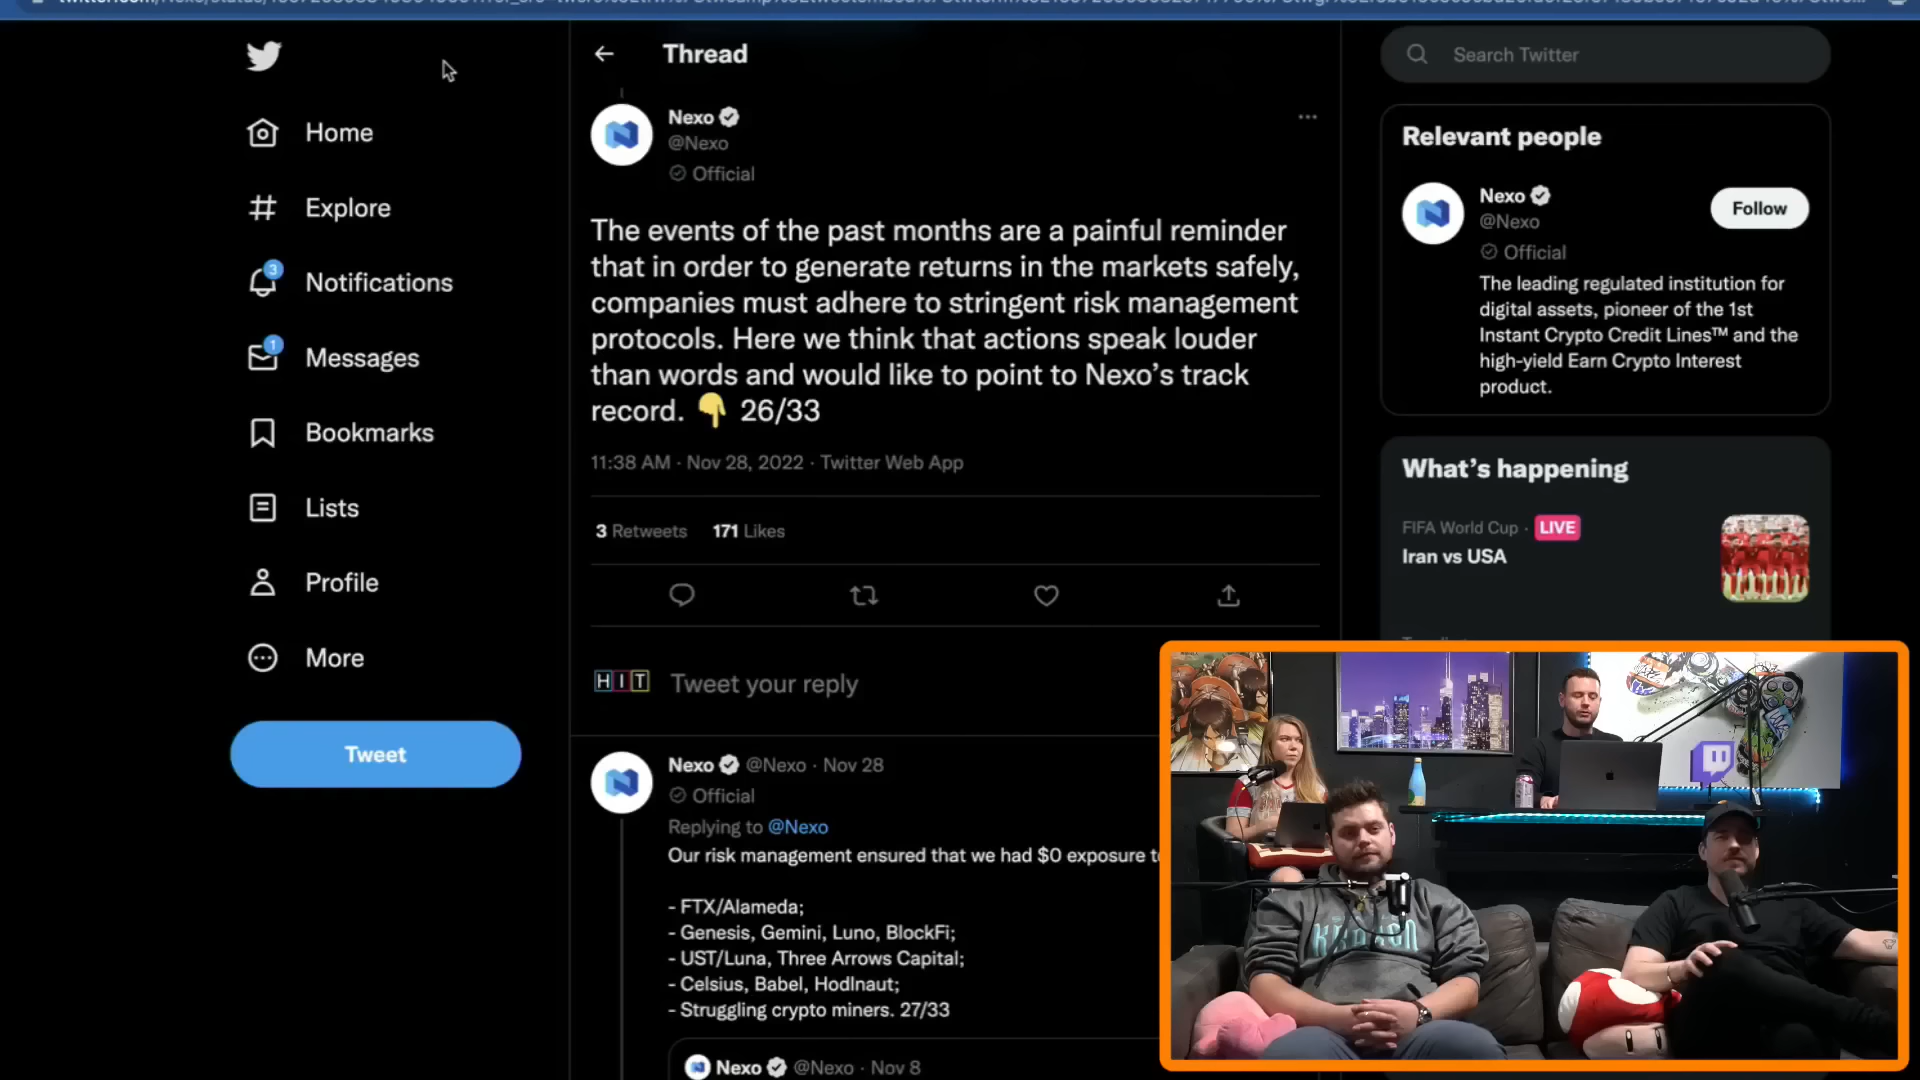 Thread
Search Twitter
Home
Explore
3
Notifications
1
Messages
Bookmarks
Lists
Profile
More
Tweet
Nexo
@Nexo
Official
The events of the past months are a painful reminder
that in order to generate returns in the markets safely,
companies must adhere to stringent risk management
protocols. Here we think that actions speak louder
than words and would like to point to Nexo's track
record. 👇 26/33
11:38 AM · Nov 28, 2022 · Twitter Web App
3 Retweets 171 Likes
HIT
Tweet your reply
Nexo @Nexo · Nov 28
Official
Replying to @Nexo
Our risk management ensured that we had $0 exposure
- FTX/Alameda;
- Genesis, Gemini, Luno, BlockFi;
- UST/Luna, Three Arrows Capital;
- Celsius, Babel, Hodlnaut;
- Struggling crypto miners. 27/33
Nexo @Nexo · Nov 8
Relevant people
Nexo
@Nexo
Official
Follow
The leading regulated institution for
digital assets, pioneer of the 1st
Instant Crypto Credit Lines™ and the
high-yield Earn Crypto Interest
product.
What's happening
FIFA World Cup · LIVE
Iran vs USA